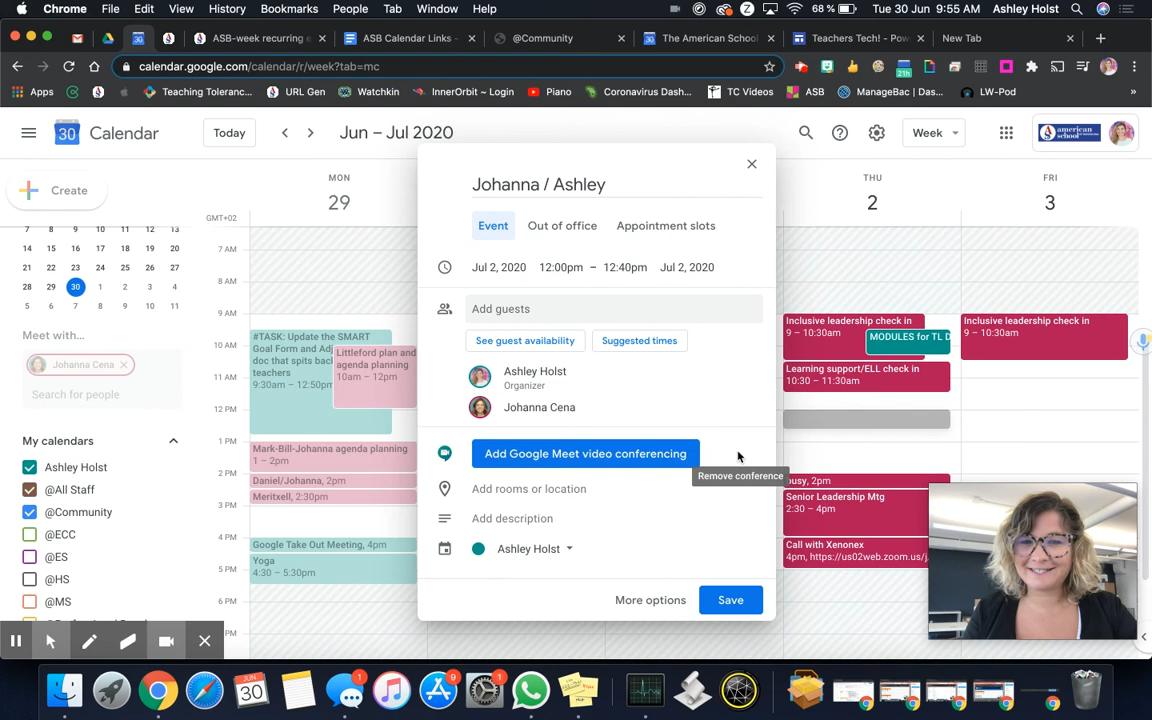 Chrome File Edit View History Bookmarks People Tab Window Help 68 % Tue 30 Jun 9:55 AM Ashley Holst
ASB-week recurring e ASB Calendar Links - @Community The American School Teachers Tech! - Pow New Tab
calendar.google.com/calendar/r/week?tab=mc
21h
Apps Teaching Toleranc... URL Gen Watchkin InnerOrbit ~ Login Piano Coronavirus Dash... TC Videos ASB ManageBac | Das... LW-Pod
30 Calendar Today Jun – Jul 2020 Week american school
Create
MON
29
THU
2
FRI
3
GMT+02
7 8 9 10 11 12 13
14 15 16 17 18 19 20
21 22 23 24 25 26 27
28 29 30 1 2 3 4
5 6 7 8 9 10 11
Meet with...
Johanna Cena
Search for people
My calendars
Ashley Holst
@All Staff
@Community
@ECC
@ES
@HS
@MS
7 AM
8 AM
9 AM
10 AM
11 AM
12 PM
1 PM
2 PM
3 PM
4 PM
5 PM
6 PM
PM
#TASK: Update the SMART
Goal Form and Adj
doc that spits back
teachers
9:30am – 12:50pm
Littleford plan and
agenda planning
10am – 12pm
Mark-Bill-Johanna agenda planning
1 – 2pm
Daniel/Johanna, 2pm
Meritxell, 2:30pm
Google Take Out Meeting, 4pm
Yoga
4:30 – 5:30pm
Johanna / Ashley
Event Out of office Appointment slots
Jul 2, 2020 12:00pm – 12:40pm Jul 2, 2020
Add guests
See guest availability Suggested times
Ashley Holst
Organizer
Johanna Cena
Add Google Meet video conferencing
Remove conference
Add rooms or location
Add description
Ashley Holst
More options Save
Inclusive leadership check in
9 – 10:30am
MODULES for TL D
Learning support/ELL check in
10:30 – 11:30am
busy, 2pm
Senior Leadership Mtg
2:30 – 4pm
Call with Xenonex
4pm, https://us02web.zoom.us/j.
Inclusive leadership check in
9 – 10:30am
JUN
30
1
9
1